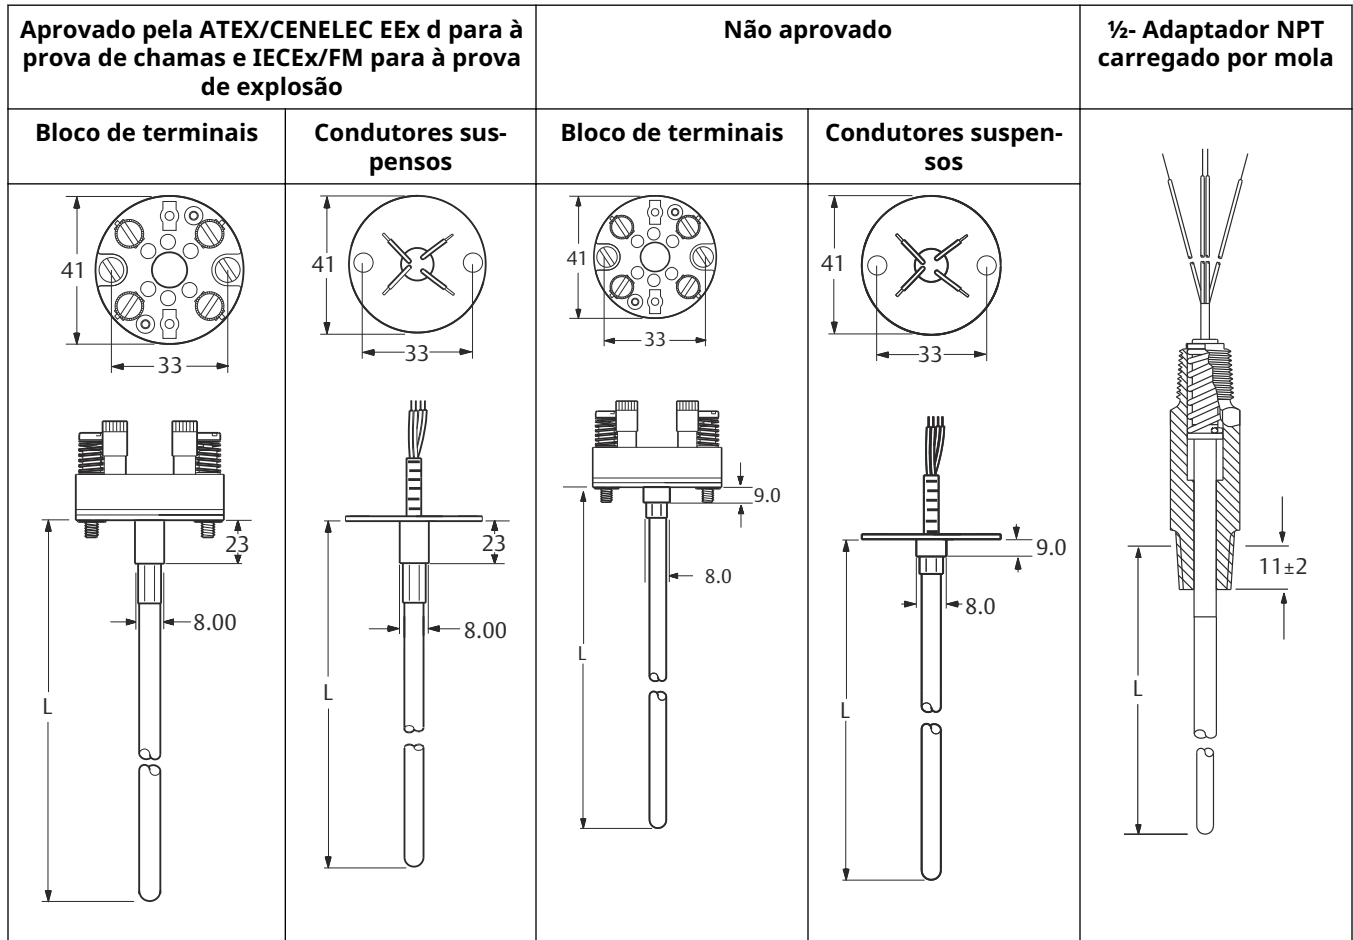 Aprovado pela ATEX/CENELEC EEx d para à
prova de chamas e IECEx/FM para à prova
de explosão
Não aprovado
½- Adaptador NPT
carregado por mola
Bloco de terminais
Condutores sus-
pensos
Bloco de terminais
Condutores suspen-
sos
41
33
23
8.00
L
41
33
23
8.00
L
41
33
9.0
8.0
L
41
33
9.0
8.0
L
11±2
L